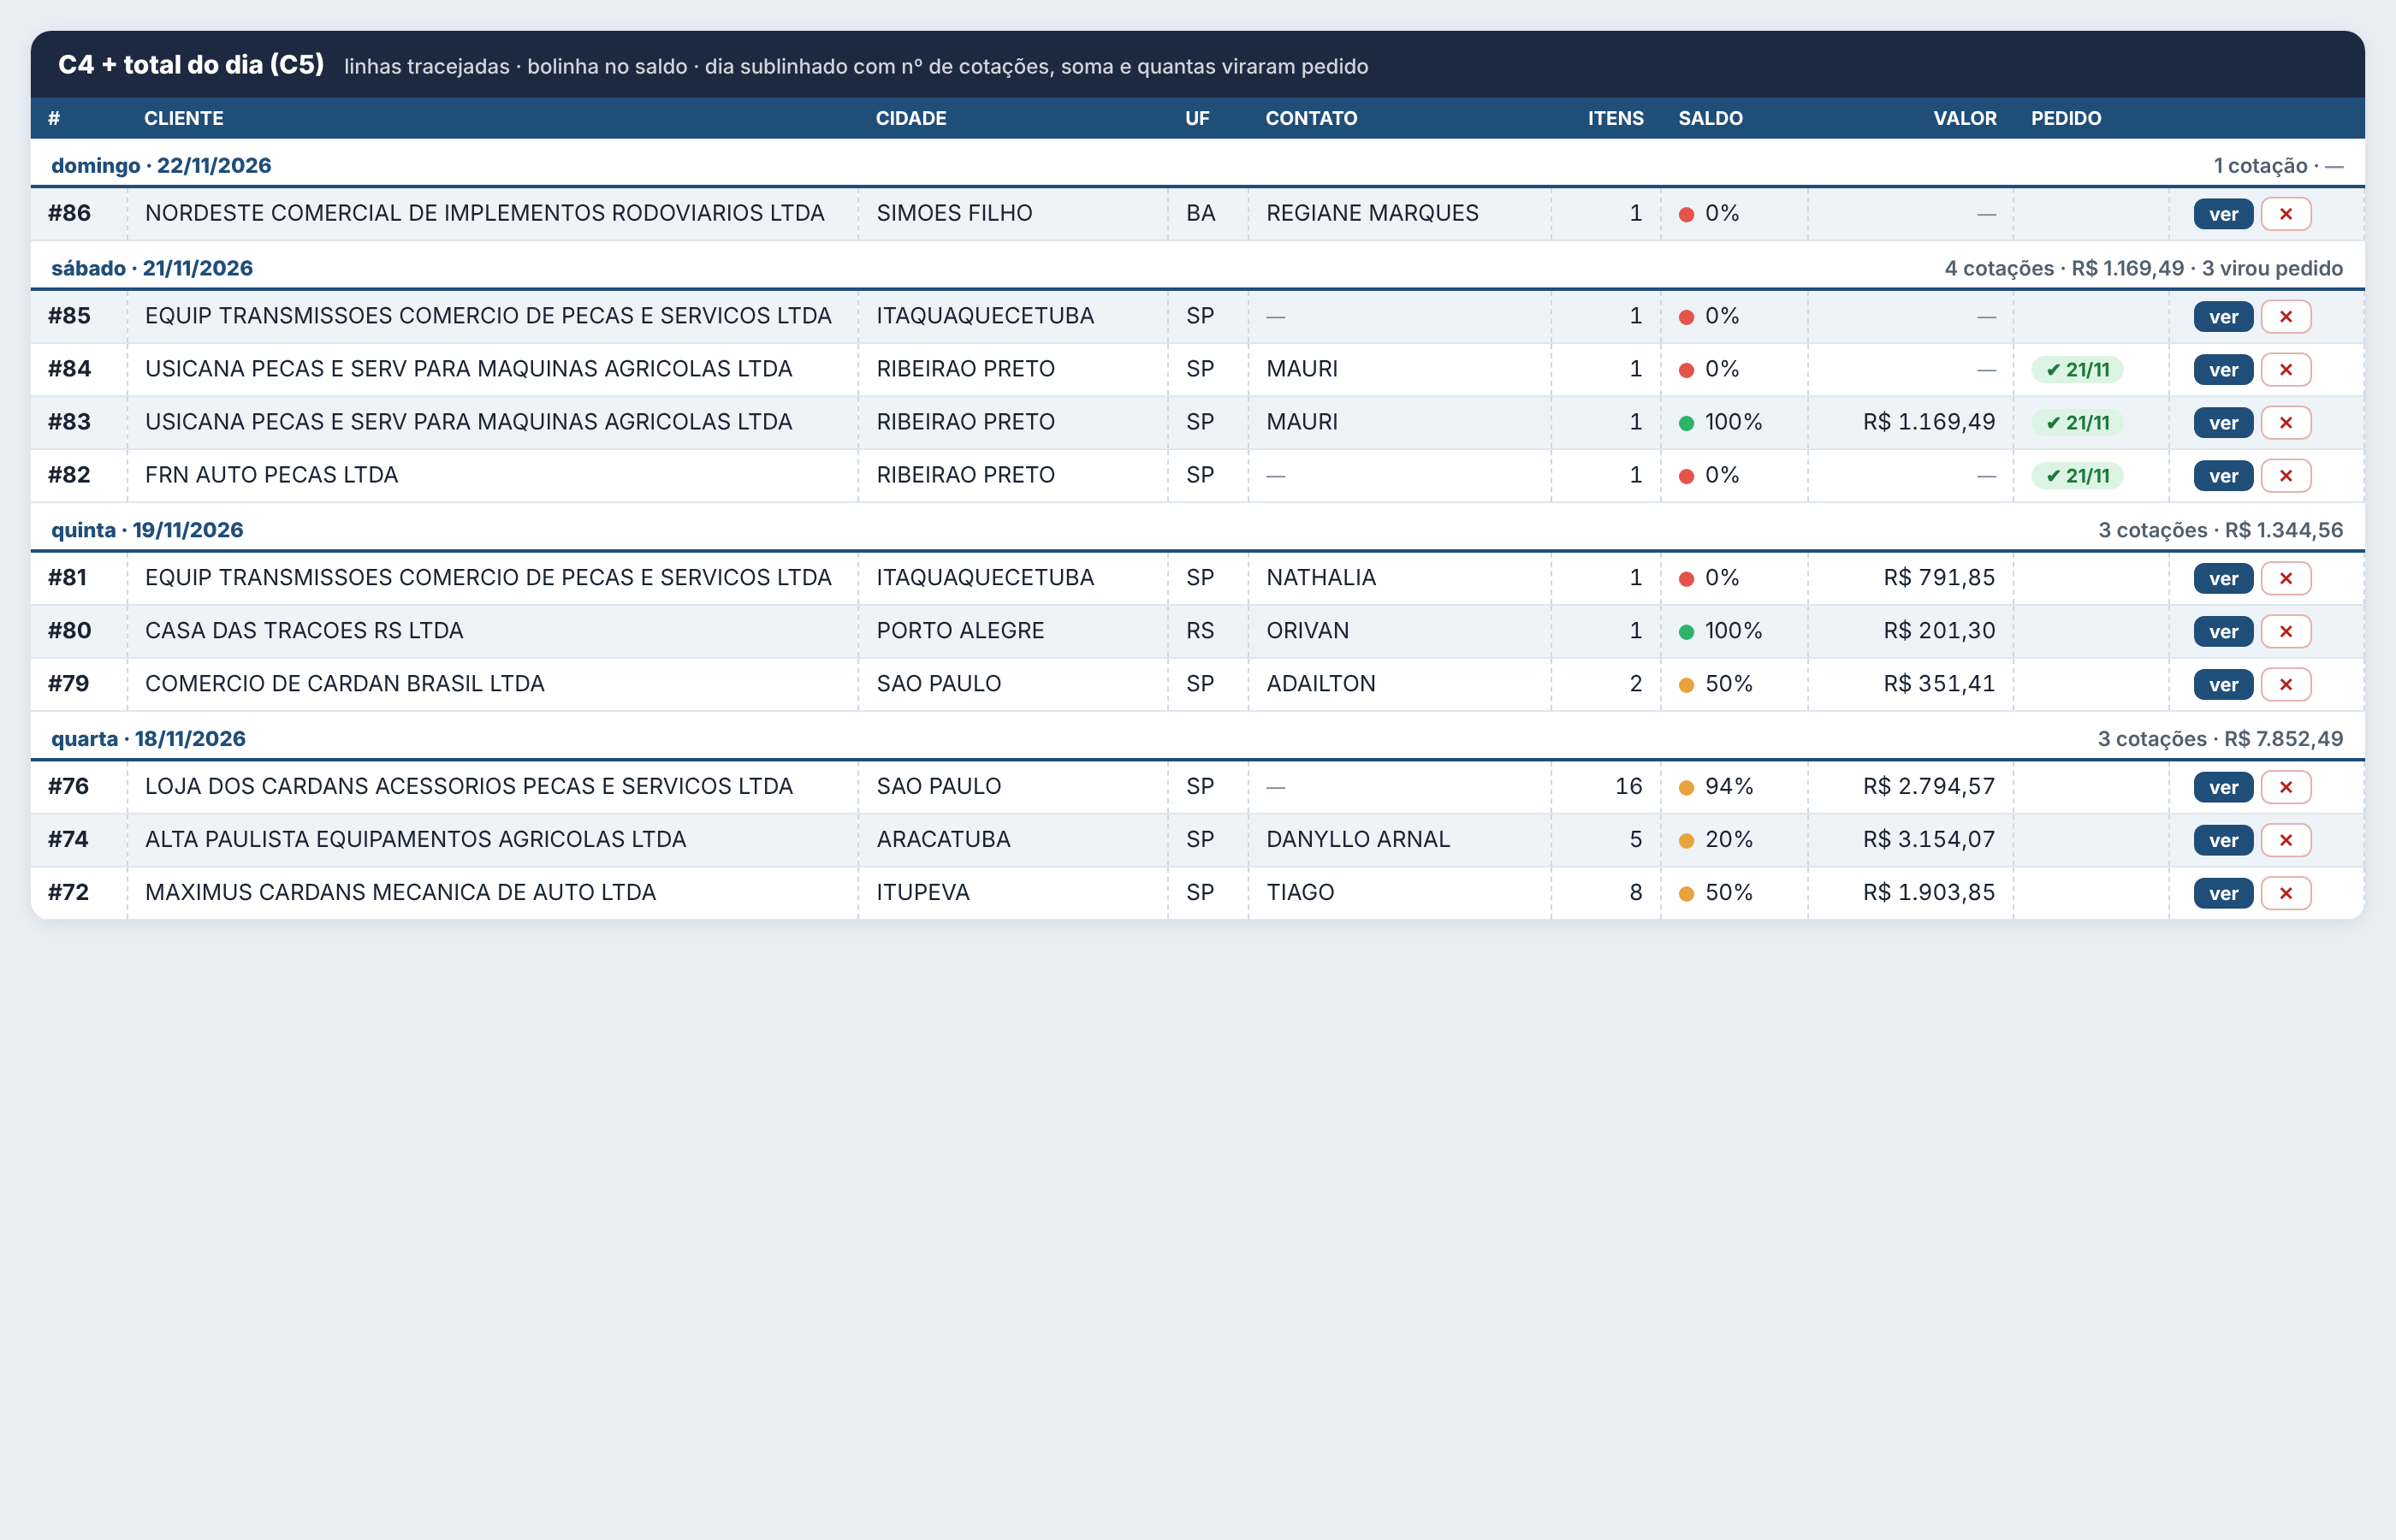 C4 + total do dia (C5) linhas tracejadas · bolinha no saldo · dia sublinhado com nº de cotações, soma e quantas viraram pedido
# CLIENTE CIDADE UF CONTATO ITENS SALDO VALOR PEDIDO
domingo · 22/11/2026 1 cotação · —
#86 NORDESTE COMERCIAL DE IMPLEMENTOS RODOVIARIOS LTDA SIMOES FILHO BA REGIANE MARQUES 1 0% — ver ✕
sábado · 21/11/2026 4 cotações · R$ 1.169,49 · 3 virou pedido
#85 EQUIP TRANSMISSOES COMERCIO DE PECAS E SERVICOS LTDA ITAQUAQUECETUBA SP — 1 0% — ver ✕
#84 USICANA PECAS E SERV PARA MAQUINAS AGRICOLAS LTDA RIBEIRAO PRETO SP MAURI 1 0% — ✔ 21/11 ver ✕
#83 USICANA PECAS E SERV PARA MAQUINAS AGRICOLAS LTDA RIBEIRAO PRETO SP MAURI 1 100% R$ 1.169,49 ✔ 21/11 ver ✕
#82 FRN AUTO PECAS LTDA RIBEIRAO PRETO SP — 1 0% — ✔ 21/11 ver ✕
quinta · 19/11/2026 3 cotações · R$ 1.344,56
#81 EQUIP TRANSMISSOES COMERCIO DE PECAS E SERVICOS LTDA ITAQUAQUECETUBA SP NATHALIA 1 0% R$ 791,85 ver ✕
#80 CASA DAS TRACOES RS LTDA PORTO ALEGRE RS ORIVAN 1 100% R$ 201,30 ver ✕
#79 COMERCIO DE CARDAN BRASIL LTDA SAO PAULO SP ADAILTON 2 50% R$ 351,41 ver ✕
quarta · 18/11/2026 3 cotações · R$ 7.852,49
#76 LOJA DOS CARDANS ACESSORIOS PECAS E SERVICOS LTDA SAO PAULO SP — 16 94% R$ 2.794,57 ver ✕
#74 ALTA PAULISTA EQUIPAMENTOS AGRICOLAS LTDA ARACATUBA SP DANYLLO ARNAL 5 20% R$ 3.154,07 ver ✕
#72 MAXIMUS CARDANS MECANICA DE AUTO LTDA ITUPEVA SP TIAGO 8 50% R$ 1.903,85 ver ✕